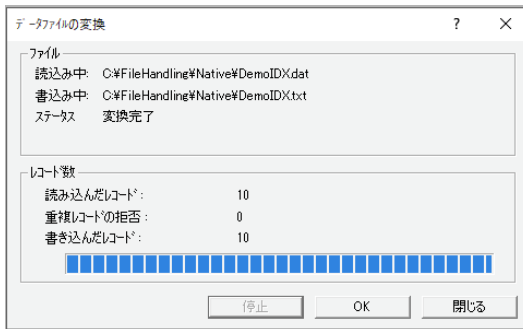 ﾃﾞｰﾀﾌｧｲﾙの変換 ? ×
ﾌｧｲﾙ
読込み中: C:¥FileHandling¥Native¥DemoIDX.dat
書込み中: C:¥FileHandling¥Native¥DemoIDX.txt
ｽﾃｰﾀｽ 変換完了
ﾚｺｰﾄﾞ数
読み込んだﾚｺｰﾄﾞ: 10
重複ﾚｺｰﾄﾞの拒否: 0
書き込んだﾚｺｰﾄﾞ: 10
停止 OK 閉じる